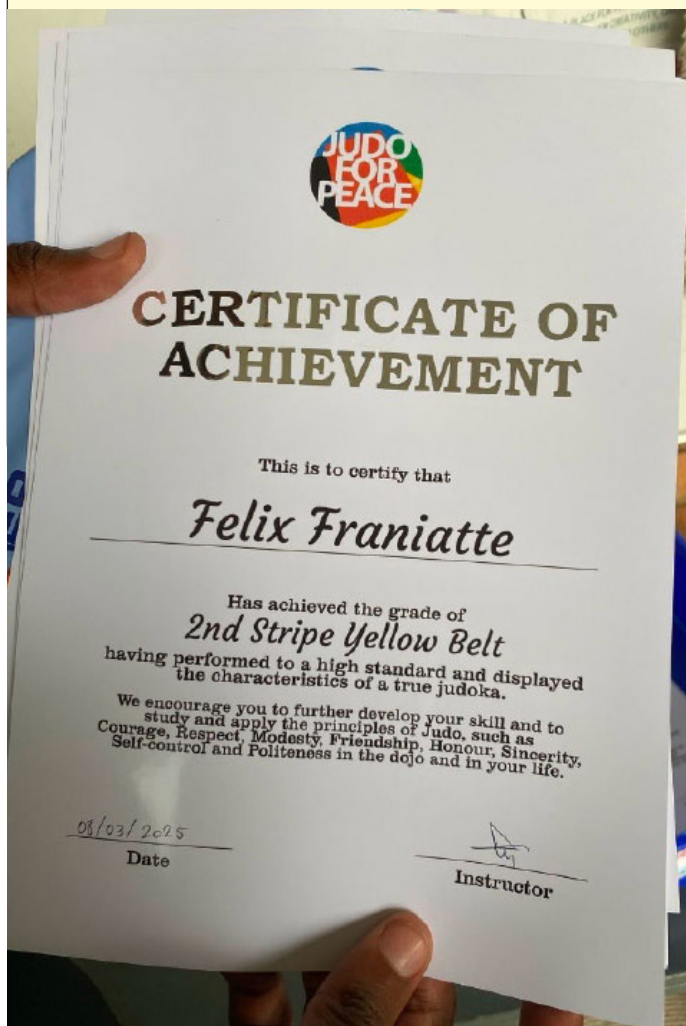 JUDO
FOR
PEACE
CERTIFICATE OF
ACHIEVEMENT
This is to certify that
Felix Franiatte
Has achieved the grade of
2nd Stripe Yellow Belt
having performed to a high standard and displayed
the characteristics of a true judoka.
We encourage you to further develop your skill and to
study and apply the principles of Judo, such as
Courage, Respect, Modesty, Friendship, Honour, Sincerity,
Self-control and Politeness in the dojo and in your life.
08/03/2025
Date
Instructor